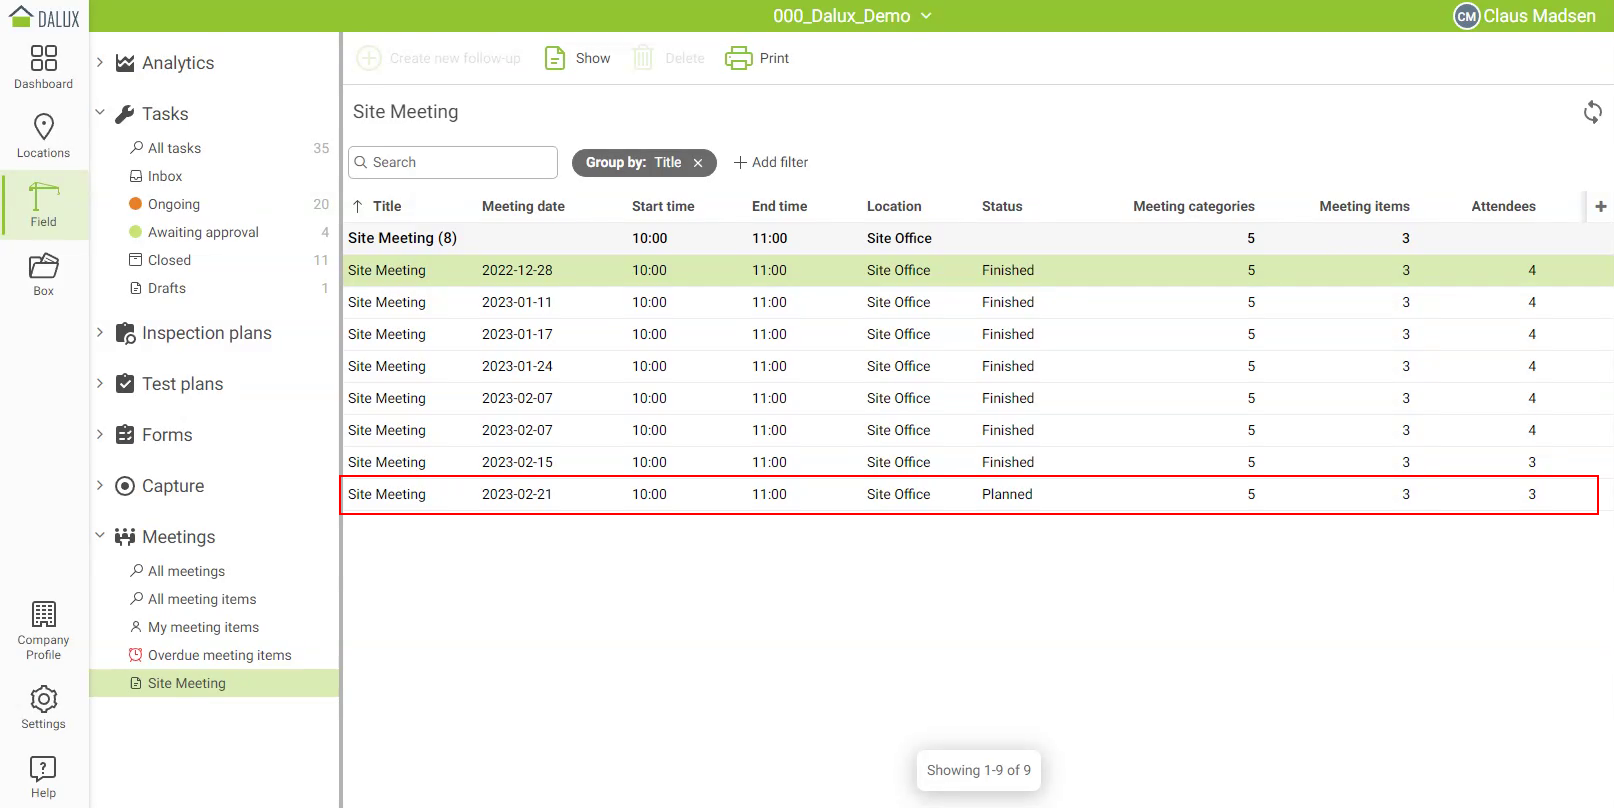 DALUX
000_Dalux_Demo
CM Claus Madsen
Dashboard
Locations
Field
Box
Company
Profile
Settings
Help
Analytics
Tasks
All tasks 35
Inbox
Ongoing 20
Awaiting approval 4
Closed 11
Drafts 1
Inspection plans
Test plans
Forms
Capture
Meetings
All meetings
All meeting items
My meeting items
Overdue meeting items
Site Meeting
Create new follow-up Show Delete Print
Site Meeting
Search Group by: Title × + Add filter
Title Meeting date Start time End time Location Status Meeting categories Meeting items Attendees +
Site Meeting (8) 10:00 11:00 Site Office 5 3
Site Meeting 2022-12-28 10:00 11:00 Site Office Finished 5 3 4
Site Meeting 2023-01-11 10:00 11:00 Site Office Finished 5 3 4
Site Meeting 2023-01-17 10:00 11:00 Site Office Finished 5 3 4
Site Meeting 2023-01-24 10:00 11:00 Site Office Finished 5 3 4
Site Meeting 2023-02-07 10:00 11:00 Site Office Finished 5 3 4
Site Meeting 2023-02-07 10:00 11:00 Site Office Finished 5 3 4
Site Meeting 2023-02-15 10:00 11:00 Site Office Finished 5 3 3
Site Meeting 2023-02-21 10:00 11:00 Site Office Planned 5 3 3
Showing 1-9 of 9